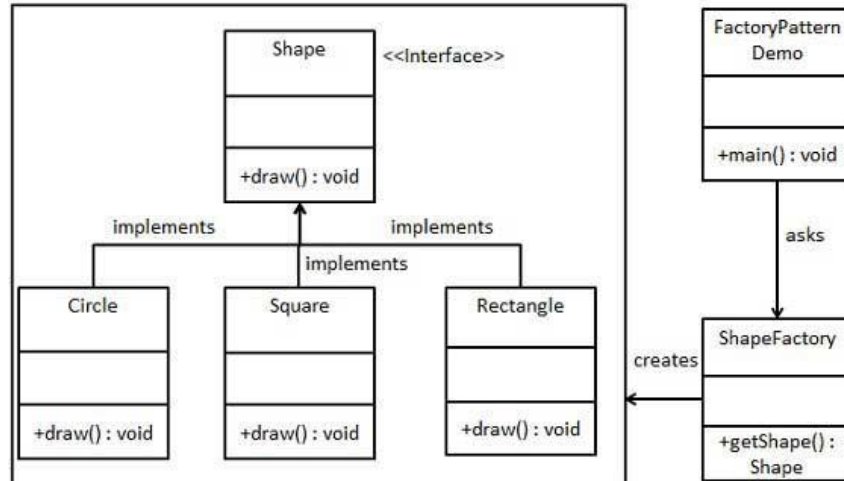 Shape
<<Interface>>
+draw() : void
implements
implements
implements
Circle
+draw() : void
Square
+draw() : void
Rectangle
+draw() : void
FactoryPattern
Demo
+main() : void
asks
ShapeFactory
creates
+getShape() :
Shape